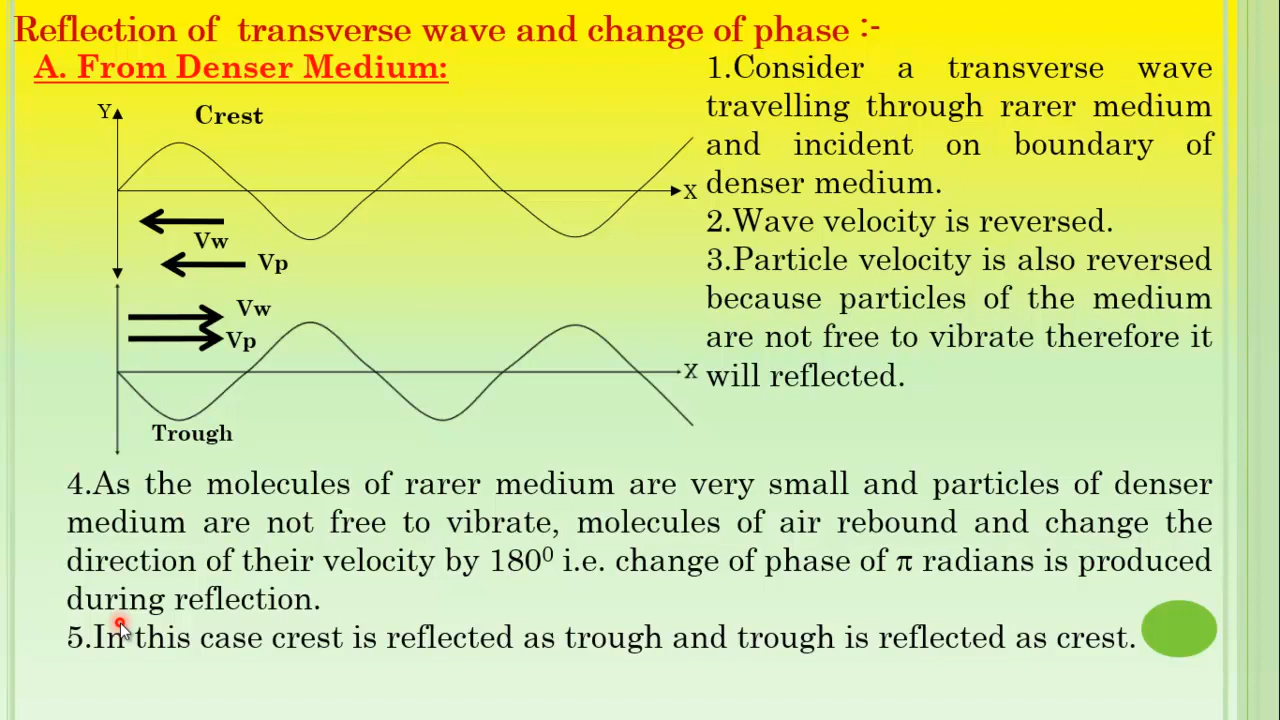 Reflection of transverse wave and change of phase :-
A. From Denser Medium:
Y
Crest
X
Vw
Vp
Vw
Vp
X
Trough
1.Consider a transverse wave
travelling through rarer medium
and incident on boundary of
denser medium.
2.Wave velocity is reversed.
3.Particle velocity is also reversed
because particles of the medium
are not free to vibrate therefore it
will reflected.
4.As the molecules of rarer medium are very small and particles of denser
medium are not free to vibrate, molecules of air rebound and change the
direction of their velocity by 180⁰ i.e. change of phase of π radians is produced
during reflection.
5.In this case crest is reflected as trough and trough is reflected as crest.